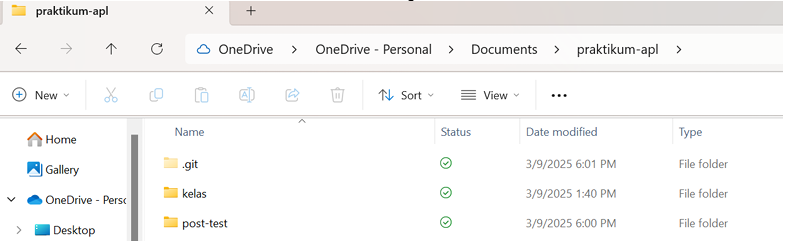 praktikum-apl
OneDrive > OneDrive - Personal > Documents > praktikum-apl >
New Sort View
Name Status Date modified Type
Home
Gallery
OneDrive - Perso
Desktop
.git 3/9/2025 6:01 PM File folder
kelas 3/9/2025 1:40 PM File folder
post-test 3/9/2025 6:00 PM File folder